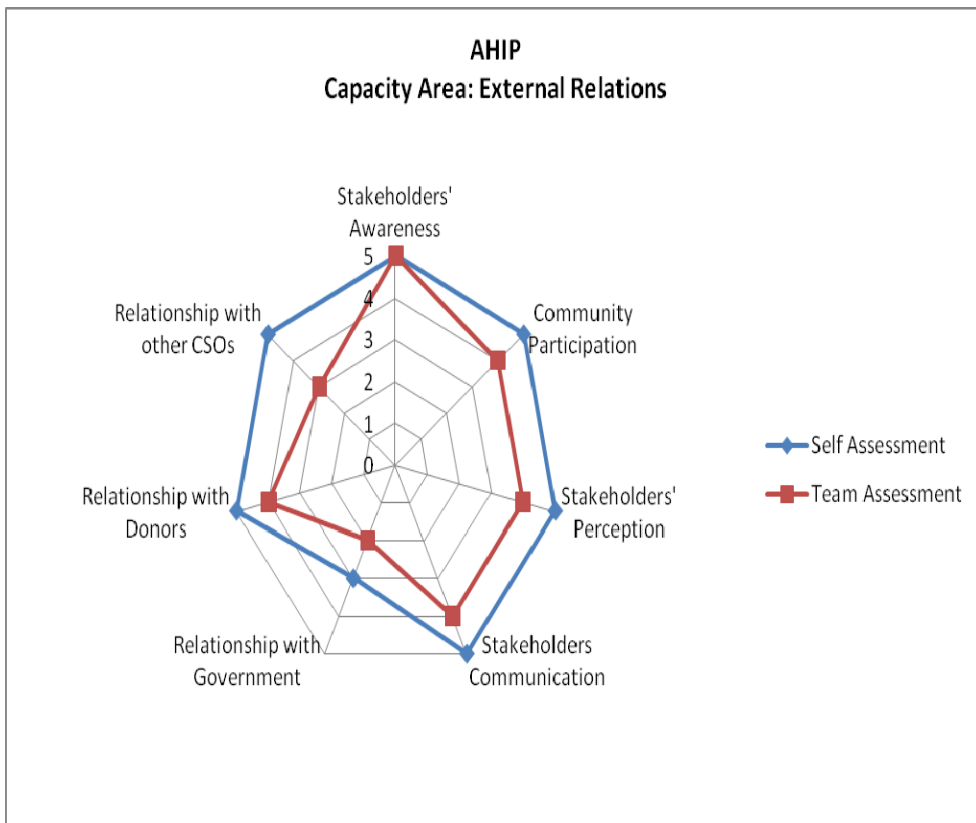 AHIP
Capacity Area: External Relations
Stakeholders'
Awareness
5
4
3
2
1
0
Community
Participation
Stakeholders'
Perception
Stakeholders
Communication
Relationship with
Government
Relationship with
Donors
Relationship with
other CSOs
Self Assessment
Team Assessment